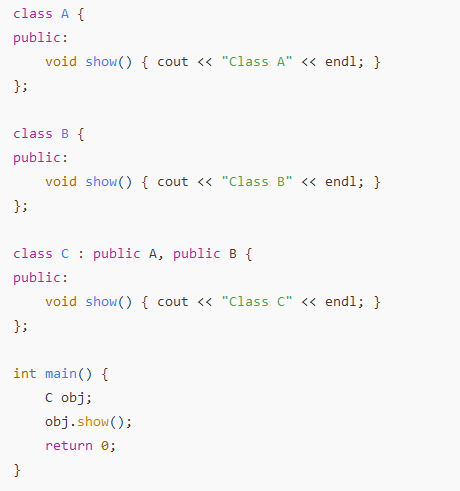 class A {
public:
    void show() { cout << "Class A" << endl; }
};

class B {
public:
    void show() { cout << "Class B" << endl; }
};

class C : public A, public B {
public:
    void show() { cout << "Class C" << endl; }
};

int main() {
    C obj;
    obj.show();
    return 0;
}